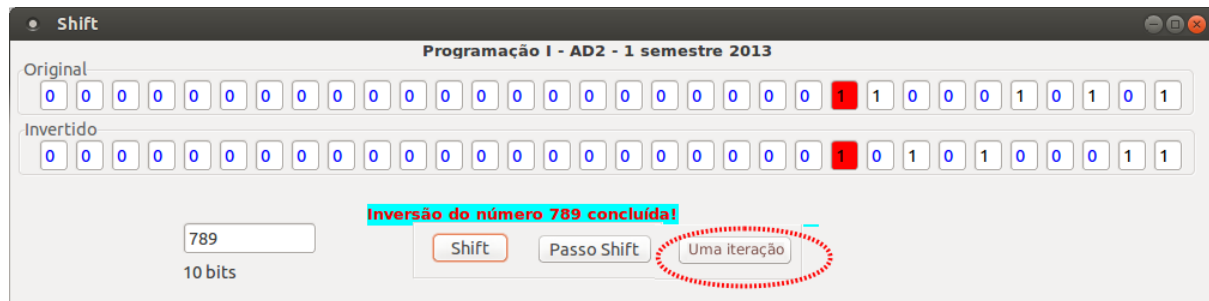 Shift
Programação I - AD2 - 1 semestre 2013
Original
0 0 0 0 0 0 0 0 0 0 0 0 0 0 0 0 0 0 0 0 0 0 1 1 0 0 0 1 0 1 0 1
Invertido
0 0 0 0 0 0 0 0 0 0 0 0 0 0 0 0 0 0 0 0 0 0 1 0 1 0 1 0 0 0 1 1
Inversão do número 789 concluída!
789 Shift Passo Shift Uma iteração
10 bits